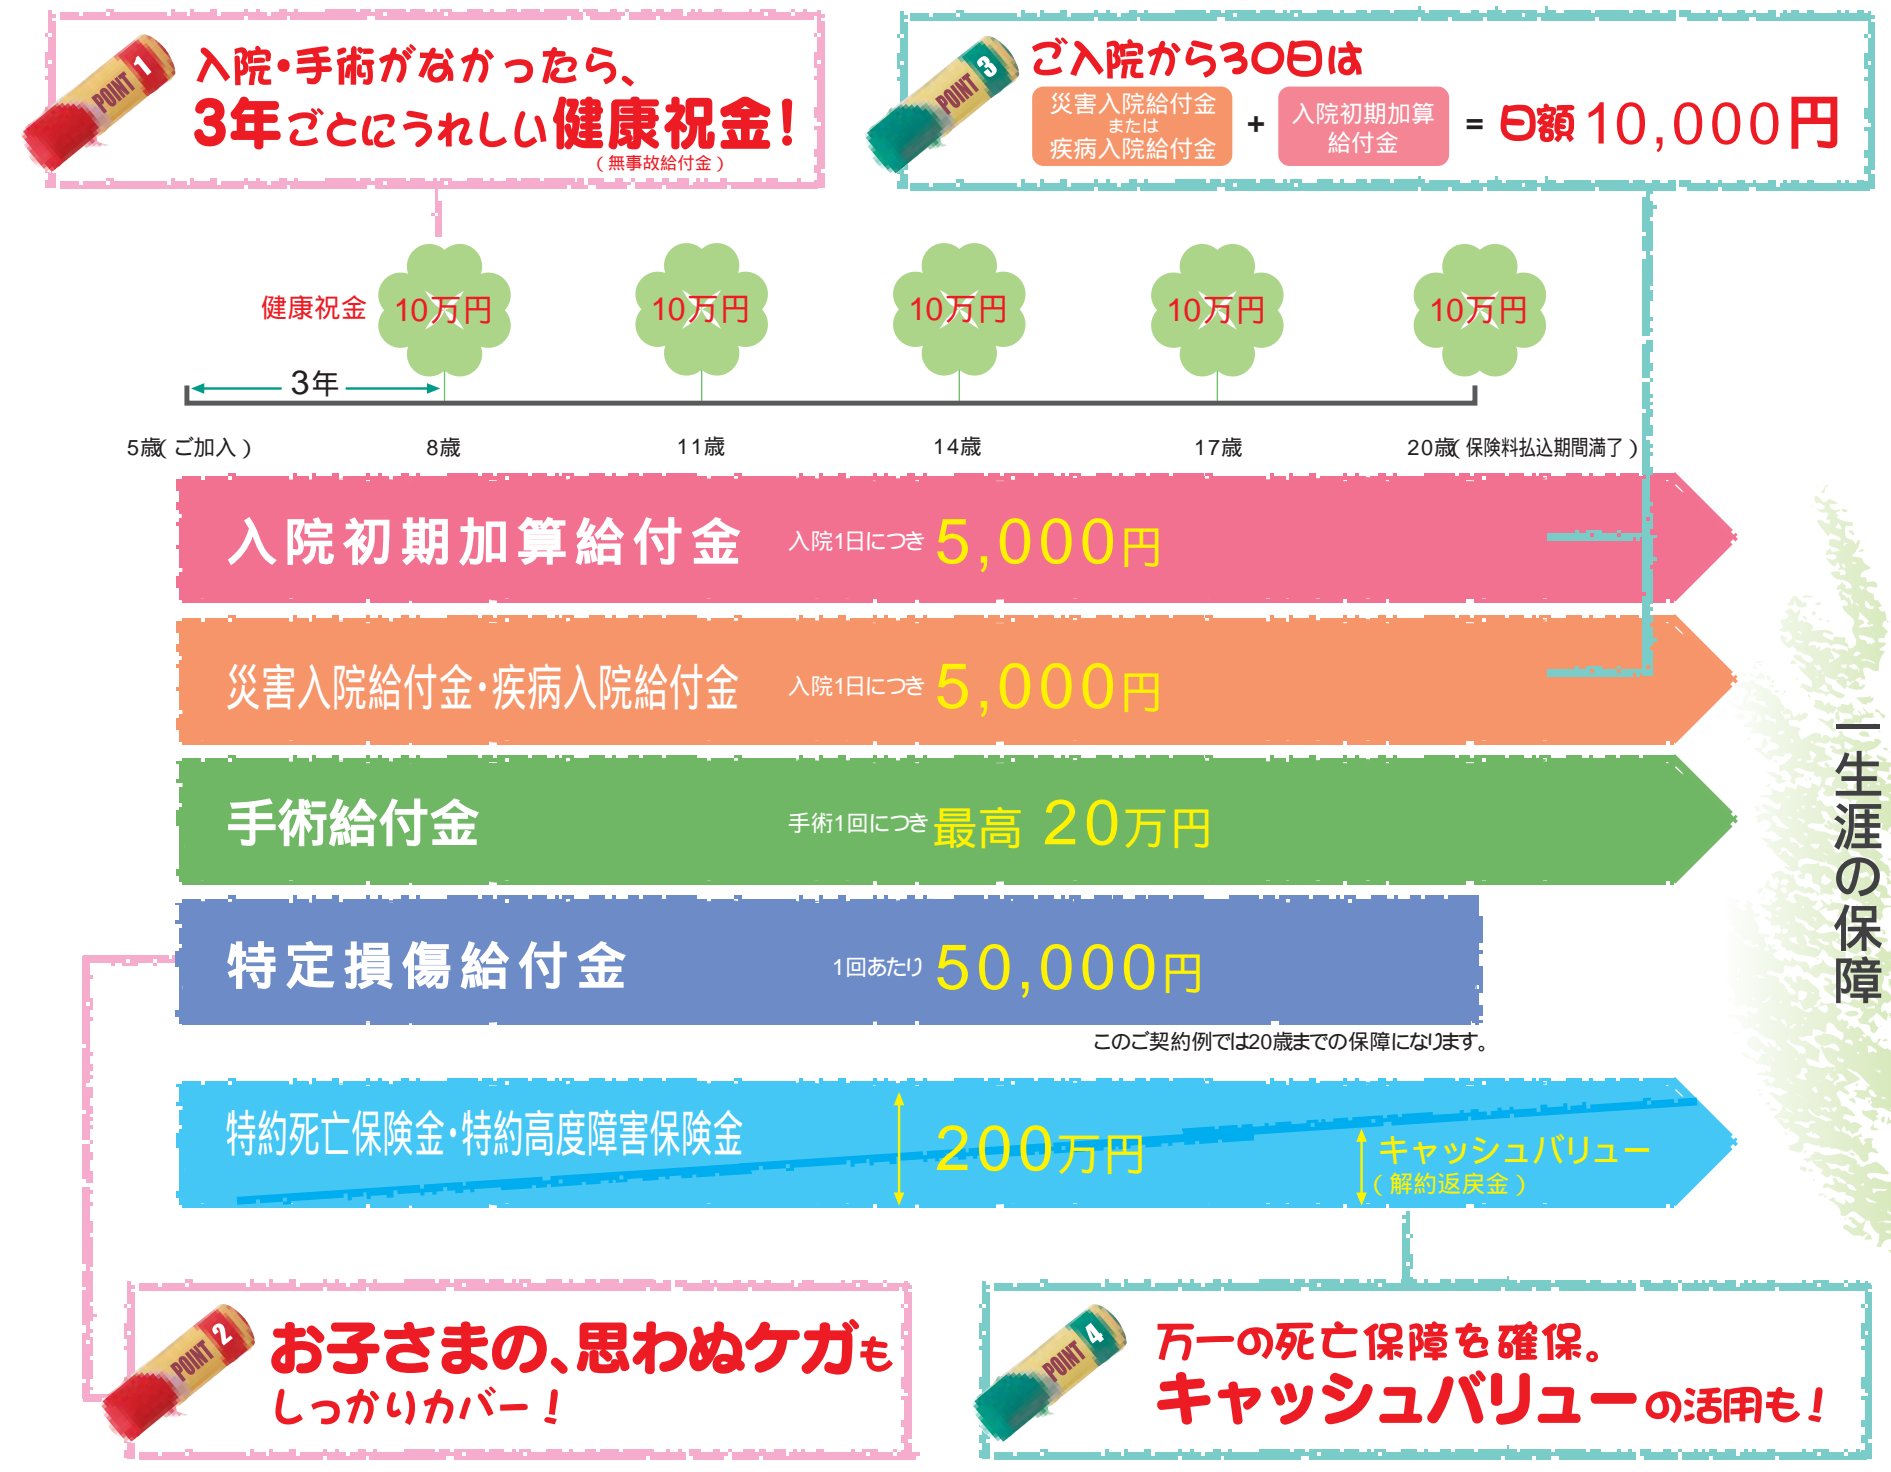 POINT 1
入院・手術がなかったら、
3年ごとにうれしい健康祝金！
（無事故給付金）
POINT 3
ご入院から30日は
災害入院給付金
または
疾病入院給付金
+
入院初期加算
給付金
= 日額10,000円
健康祝金
10万円
10万円
10万円
10万円
10万円
3年
5歳（ご加入）
8歳
11歳
14歳
17歳
20歳（保険料払込期間満了）
入院初期加算給付金 入院1日につき 5,000円
災害入院給付金・疾病入院給付金 入院1日につき 5,000円
手術給付金 手術1回につき 最高 20万円
特定損傷給付金 1回あたり 50,000円
このご契約例では20歳までの保障になります。
特約死亡保険金・特約高度障害保険金 200万円
キャッシュバリュー
（解約返戻金）
一生涯の保障
POINT 2
お子さまの、思わぬケガも
しっかりカバー！
POINT 4
万一の死亡保障を確保。
キャッシュバリューの活用も！